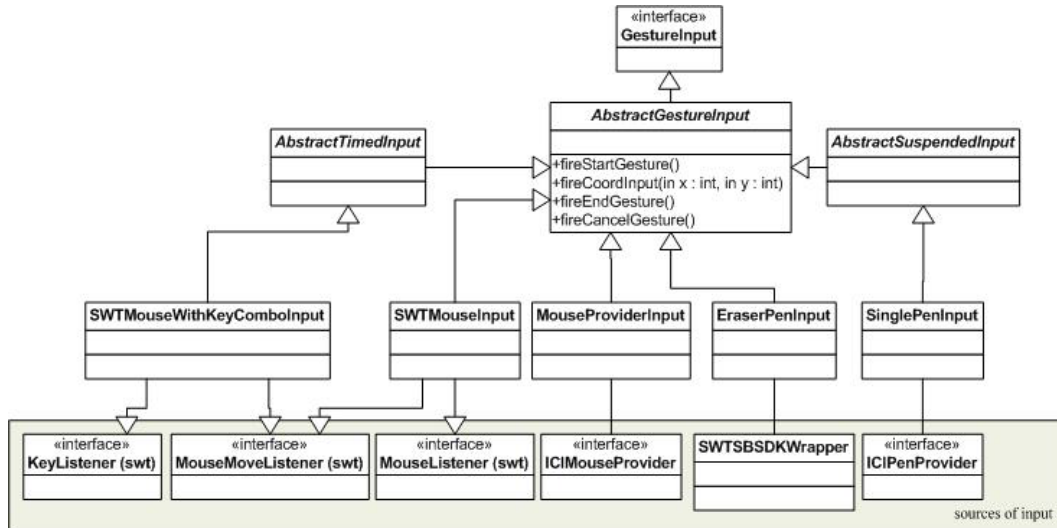 «interface»
GestureInput
AbstractGestureInput
+fireStartGesture()
+fireCoordInput(in x : int, in y : int)
+fireEndGesture()
+fireCancelGesture()
AbstractTimedInput
AbstractSuspendedInput
SWTMouseWithKeyComboInput
SWTMouseInput
MouseProviderInput
EraserPenInput
SinglePenInput
«interface»
KeyListener (swt)
«interface»
MouseMoveListener (swt)
«interface»
MouseListener (swt)
«interface»
ICIMouseProvider
SWTSBSDKWrapper
«interface»
ICIPenProvider
sources of input